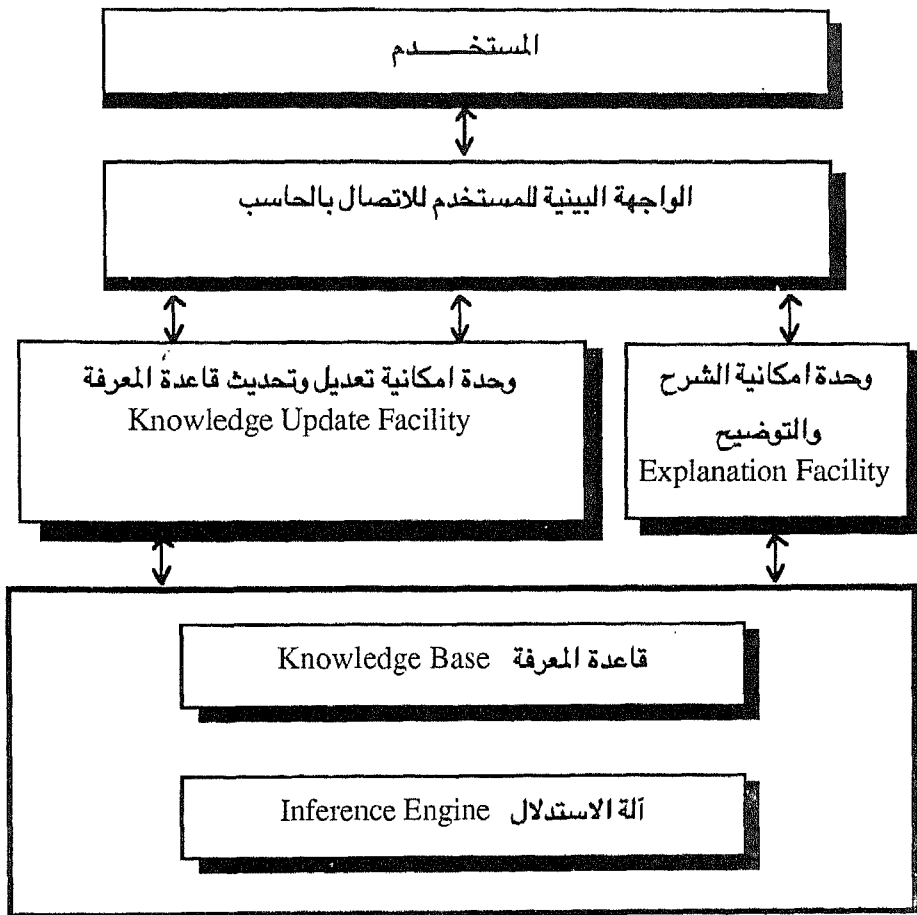 المستخـــــدم
الواجهة البينية للمستخدم للاتصال بالحاسب
وحدة امكانية الشرح
والتوضيح
Explanation Facility
وحدة امكانية تعديل وتحديث قاعدة المعرفة
Knowledge Update Facility
قاعدة المعرفة Knowledge Base
آلة الاستدلال Inference Engine